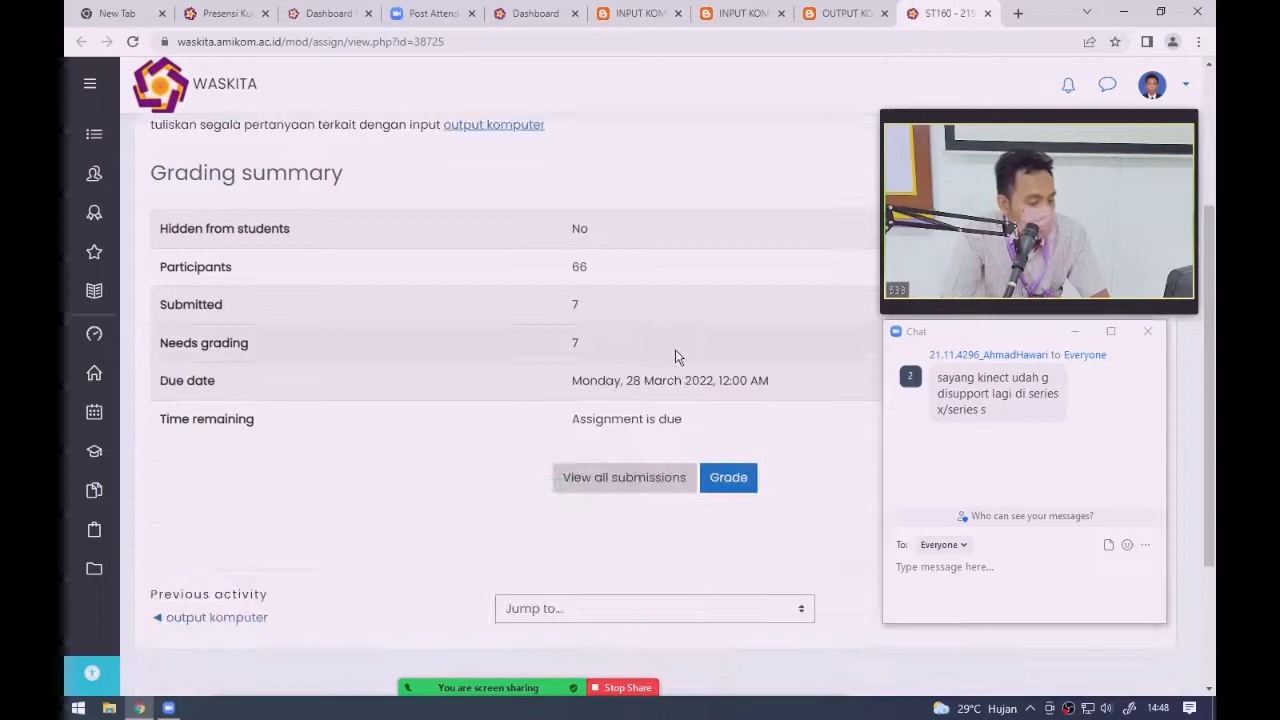 New Tab
Presensi Ku
Dashboard
Post Attend
Dashboard
INPUT KOM
INPUT KOM
OUTPUT KO
ST160 - 21S
waskita.amikom.ac.id/mod/assign/view.php?id=38725
WASKITA
tuliskan segala pertanyaan terkait dengan input output komputer
Grading summary
Hidden from students No
Participants 66
Submitted 7
Needs grading 7
Due date Monday, 28 March 2022, 12:00 AM
Time remaining Assignment is due
View all submissions Grade
Previous activity
◄ output komputer
Jump to...
533
Chat
21.11.4296_AhmadHawari to Everyone
2
sayang kinect udah g
disupport lagi di series
x/series s
Who can see your messages?
To: Everyone
Type message here...
You are screen sharing Stop Share
29°C Hujan 14:48